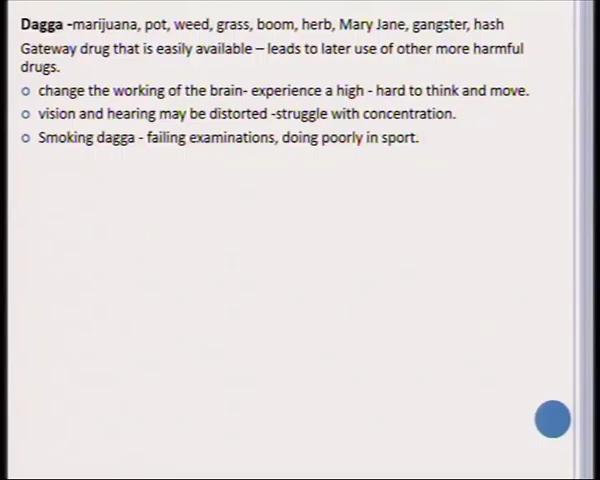 Dagga -marijuana, pot, weed, grass, boom, herb, Mary Jane, gangster, hash
Gateway drug that is easily available – leads to later use of other more harmful
drugs.
change the working of the brain- experience a high - hard to think and move.
vision and hearing may be distorted -struggle with concentration.
Smoking dagga - failing examinations, doing poorly in sport.